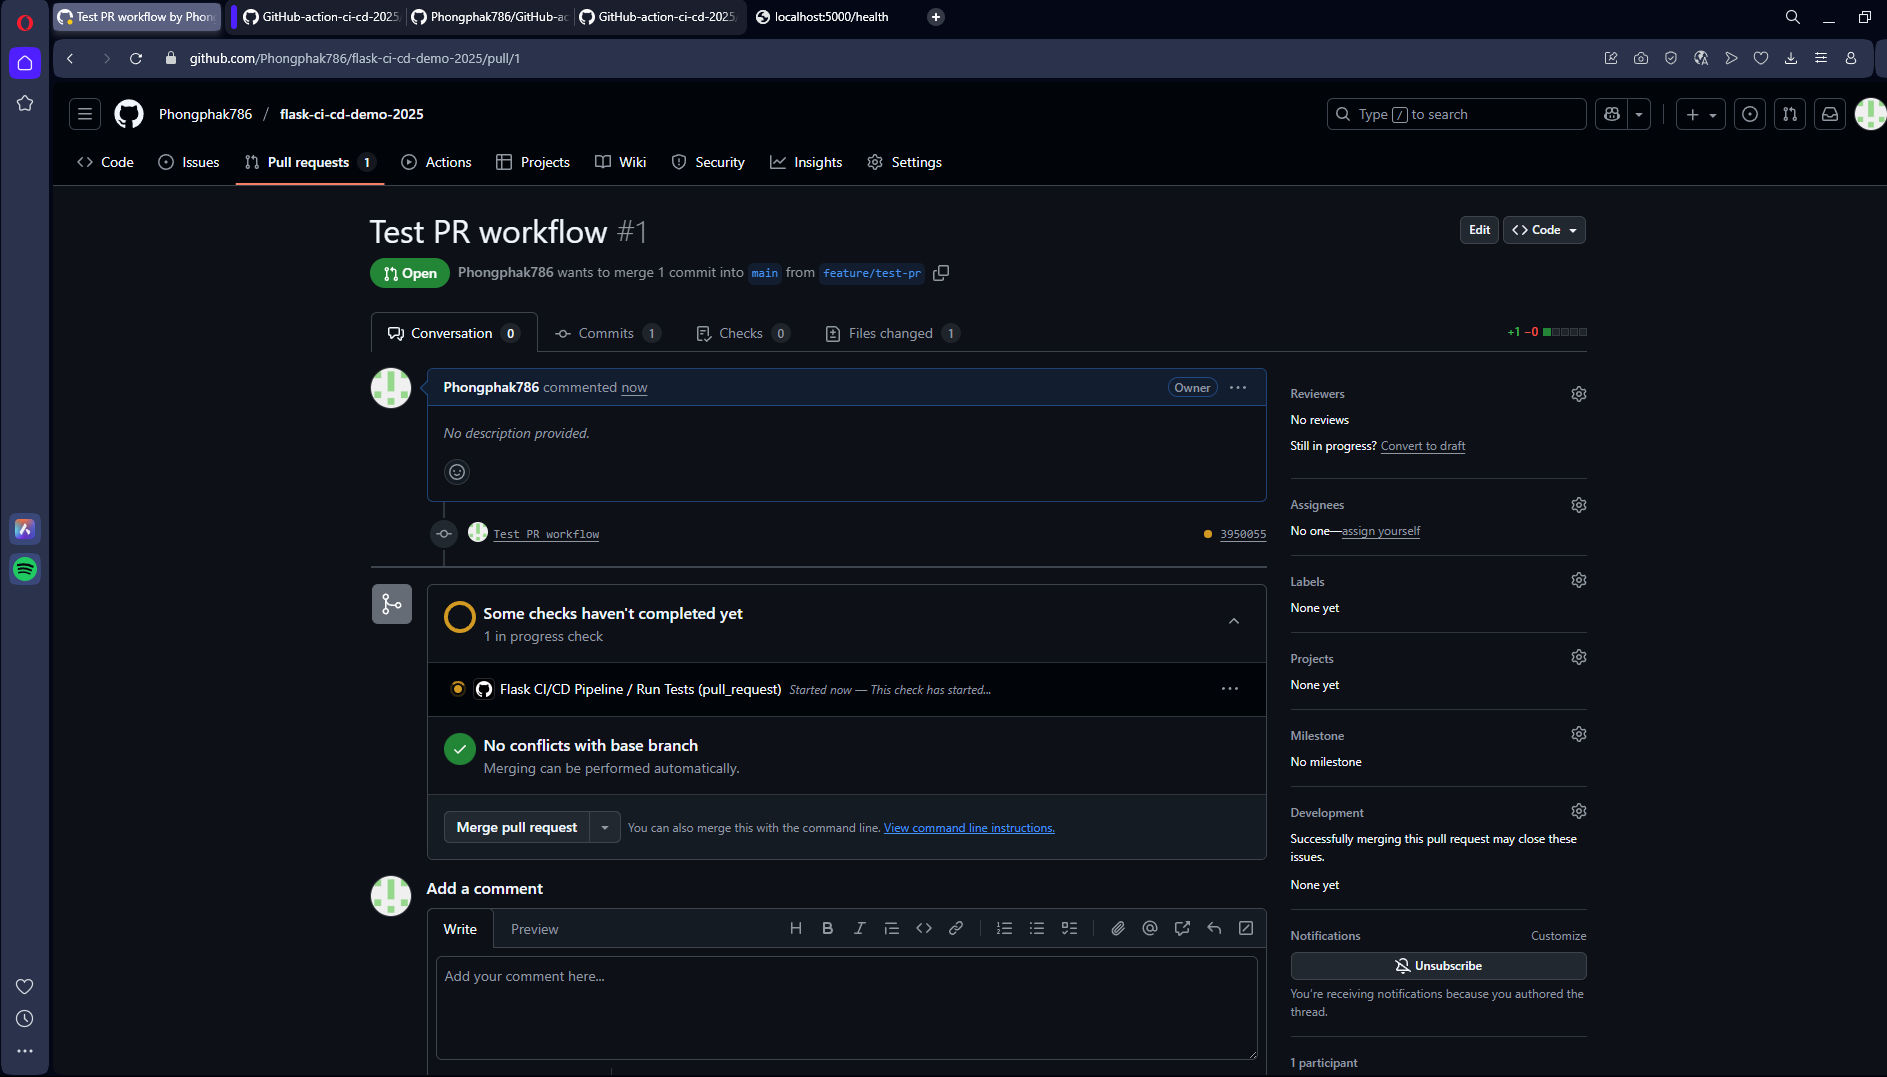 Test PR workflow by Phon
GitHub-action-ci-cd-2025
Phongphak786/GitHub-ac
GitHub-action-ci-cd-2025
localhost:5000/health
github.com/Phongphak786/flask-ci-cd-demo-2025/pull/1
Phongphak786 / flask-ci-cd-demo-2025
Type / to search
Code
Issues
Pull requests 1
Actions
Projects
Wiki
Security
Insights
Settings
Test PR workflow #1
Edit
Code
Open
Phongphak786 wants to merge 1 commit into main from feature/test-pr
Conversation 0
Commits 1
Checks 0
Files changed 1
+1 −0
Phongphak786 commented now
Owner
No description provided.
Test PR workflow
3950055
Some checks haven't completed yet
1 in progress check
Flask CI/CD Pipeline / Run Tests (pull_request) Started now — This check has started...
No conflicts with base branch
Merging can be performed automatically.
Merge pull request
You can also merge this with the command line. View command line instructions.
Add a comment
Write
Preview
Add your comment here...
Reviewers
No reviews
Still in progress? Convert to draft
Assignees
No one—assign yourself
Labels
None yet
Projects
None yet
Milestone
No milestone
Development
Successfully merging this pull request may close these
issues.
None yet
Notifications
Customize
Unsubscribe
You're receiving notifications because you authored the
thread.
1 participant